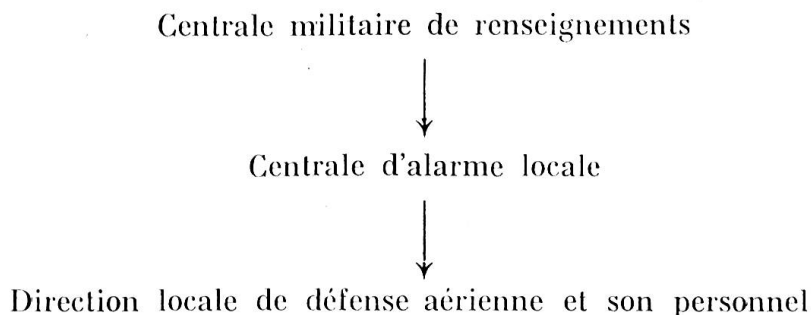 Centrale militaire de renseignements
Centrale d'alarme locale
Direction locale de défense aérienne et son personnel